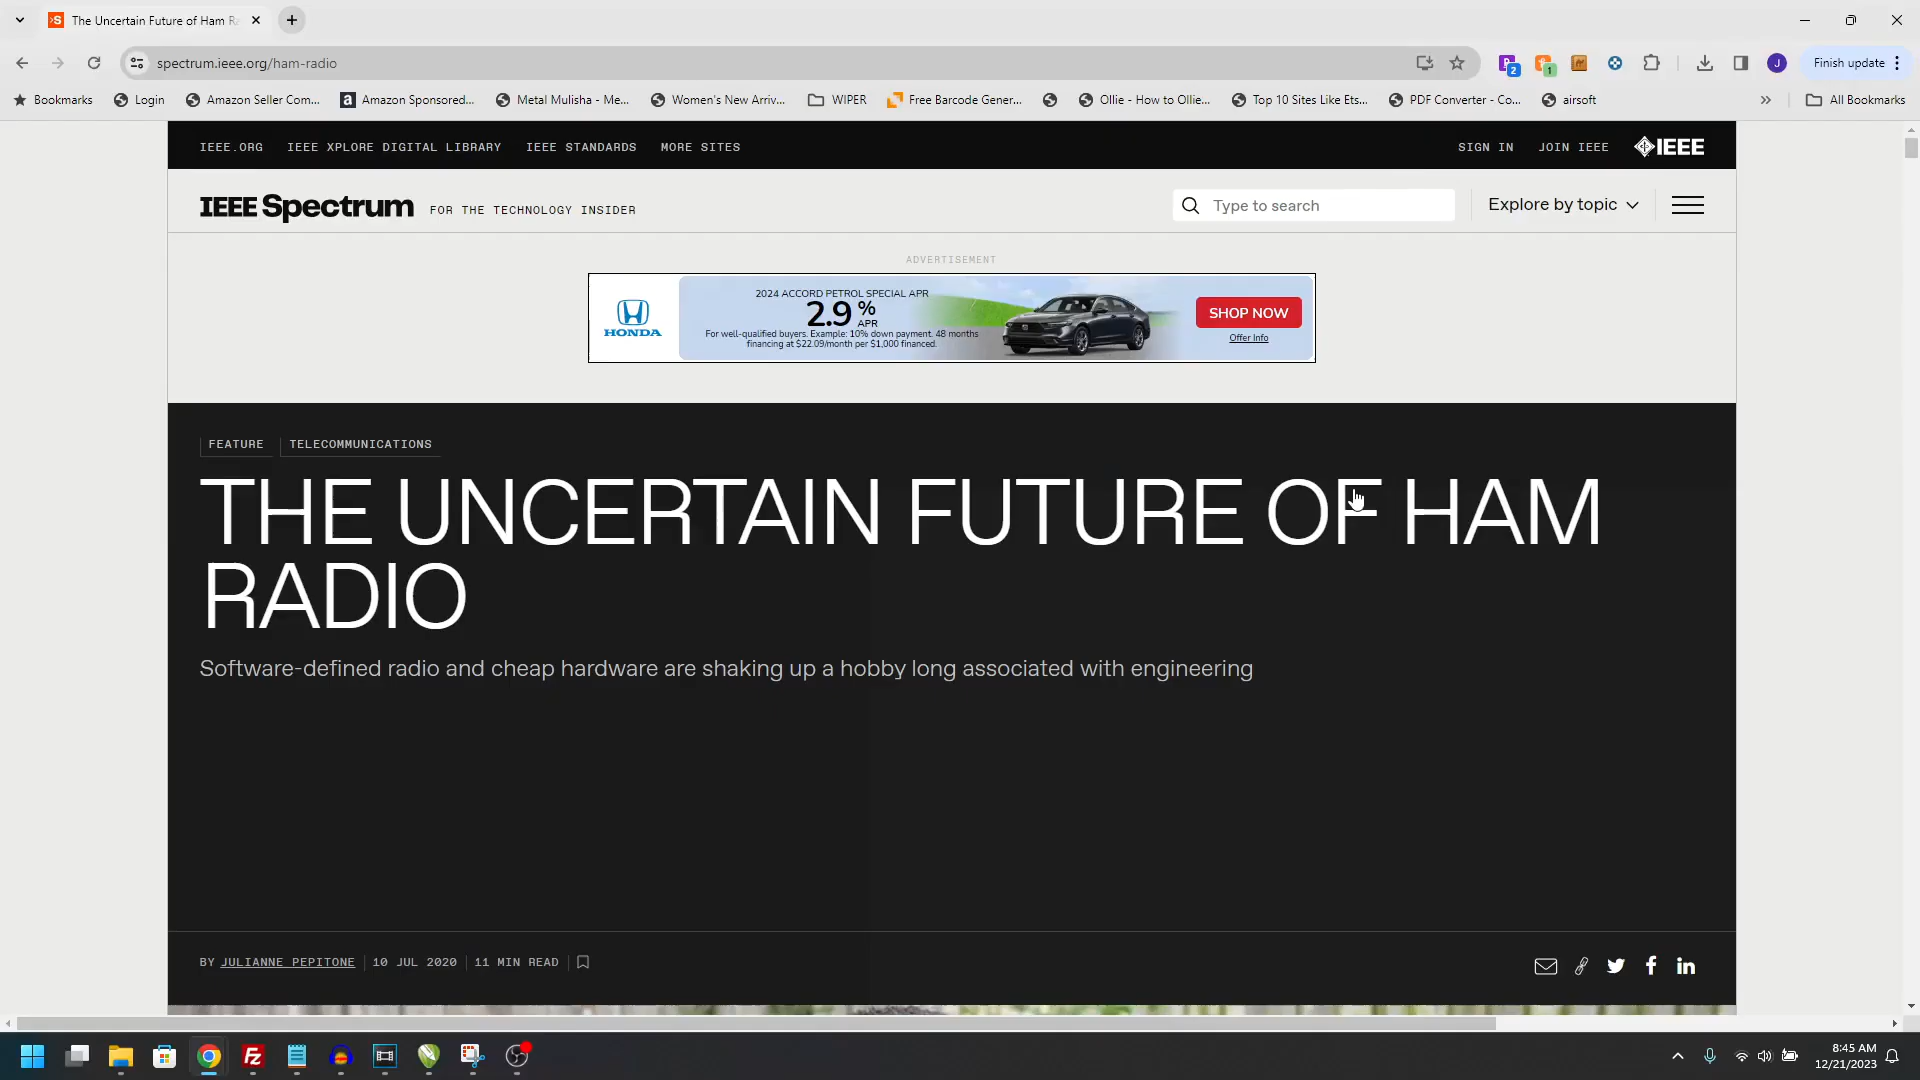 The Uncertain Future of Ham R
spectrum.ieee.org/ham-radio
2
1
J
Finish update
Bookmarks
Login
Amazon Seller Com...
a
Amazon Sponsored...
Metal Mulisha - Me...
Women's New Arriv...
WIPER
Free Barcode Gener...
Ollie - How to Ollie...
Top 10 Sites Like Ets...
PDF Converter - Co...
airsoft
All Bookmarks
IEEE.ORG
IEEE XPLORE DIGITAL LIBRARY
IEEE STANDARDS
MORE SITES
SIGN IN
JOIN IEEE
IEEE
IEEE Spectrum
FOR THE TECHNOLOGY INSIDER
Type to search
Explore by topic
ADVERTISEMENT
HONDA
2024 ACCORD PETROL SPECIAL APR
2.9% APR
For well-qualified buyers. Example: 10% down payment. 48 months
financing at $22.09/month per $1,000 financed.
SHOP NOW
Offer Info
FEATURE
TELECOMMUNICATIONS
THE UNCERTAIN FUTURE OF HAM
RADIO
Software-defined radio and cheap hardware are shaking up a hobby long associated with engineering
BY JULIANNE PEPITONE
10 JUL 2020
11 MIN READ
8:45 AM
12/21/2023